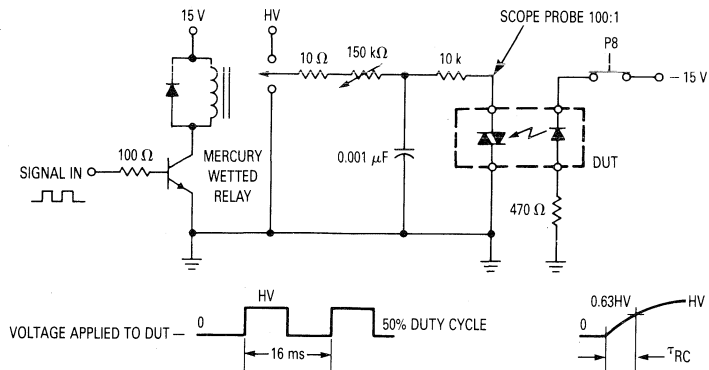 SCOPE PROBE 100:1
15 V
HV
10 Ω
150 kΩ
10 k
P8
– 15 V
100 Ω
SIGNAL IN
MERCURY
WETTED
RELAY
0.001 μF
DUT
470 Ω
HV
0.63HV
HV
VOLTAGE APPLIED TO DUT —
0
50% DUTY CYCLE
0
16 ms
τRC